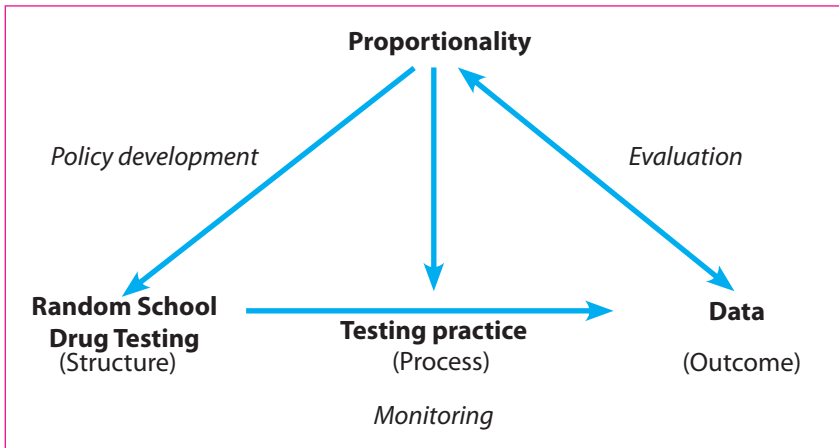 Proportionality
Policy development
Evaluation
Random School
Drug Testing
(Structure)
Testing practice
(Process)
Data
(Outcome)
Monitoring